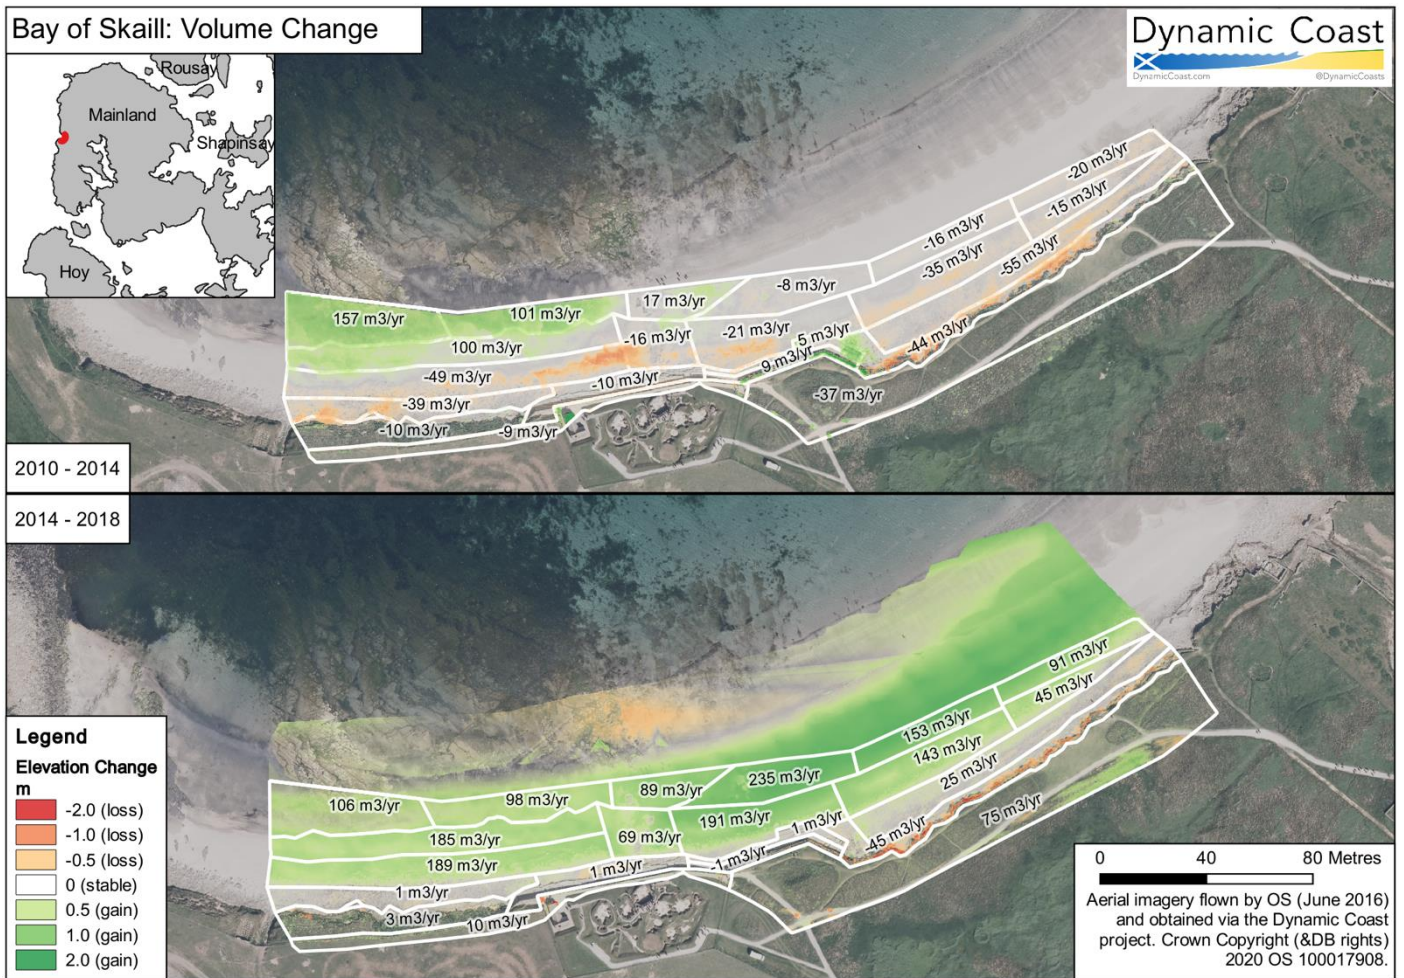 Bay of Skaill: Volume Change
Rousay
Mainland
Shapinsay
Hoy
Dynamic Coast
DynamicCoast.com
@DynamicCoasts
-20 m3/yr
-15 m3/yr
-16 m3/yr
-35 m3/yr
-55 m3/yr
-8 m3/yr
17 m3/yr
101 m3/yr
157 m3/yr
100 m3/yr
-16 m3/yr
-21 m3/yr
5 m3/yr
-44 m3/yr
9 m3/yr
-49 m3/yr
-10 m3/yr
-37 m3/yr
-39 m3/yr
-10 m3/yr
-9 m3/yr
2010 - 2014
2014 - 2018
91 m3/yr
45 m3/yr
153 m3/yr
143 m3/yr
25 m3/yr
235 m3/yr
89 m3/yr
98 m3/yr
106 m3/yr
185 m3/yr
69 m3/yr
191 m3/yr
1 m3/yr
-45 m3/yr
75 m3/yr
189 m3/yr
1 m3/yr
-1 m3/yr
1 m3/yr
3 m3/yr
10 m3/yr
Legend
Elevation Change
m
-2.0 (loss)
-1.0 (loss)
-0.5 (loss)
0 (stable)
0.5 (gain)
1.0 (gain)
2.0 (gain)
0 40 80 Metres
Aerial imagery flown by OS (June 2016)
and obtained via the Dynamic Coast
project. Crown Copyright (&DB rights)
2020 OS 100017908.